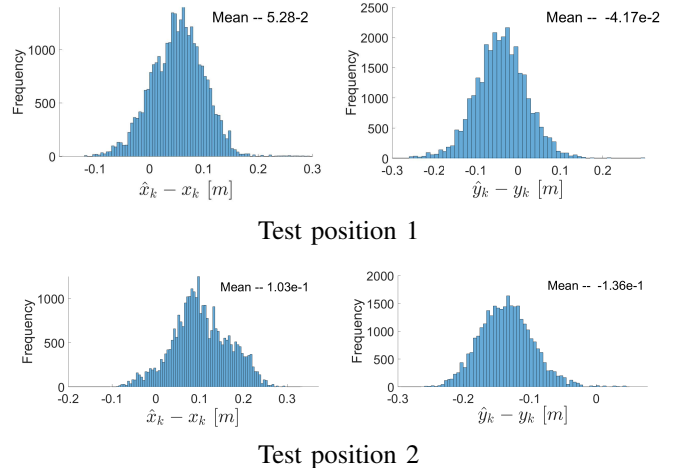 Mean -- 5.28-2
Frequency
1000
500
0
-0.1 0 0.1 0.2 0.3
x̂ₖ − xₖ [m]
Mean -- -4.17e-2
Frequency
2500
2000
1500
1000
500
0
-0.3 -0.2 -0.1 0 0.1 0.2
ŷₖ − yₖ [m]
Test position 1
Mean -- 1.03e-1
Frequency
1000
500
0
-0.2 -0.1 0 0.1 0.2 0.3
x̂ₖ − xₖ [m]
Mean -- -1.36e-1
Frequency
2000
1500
1000
500
0
-0.3 -0.2 -0.1 0
ŷₖ − yₖ [m]
Test position 2